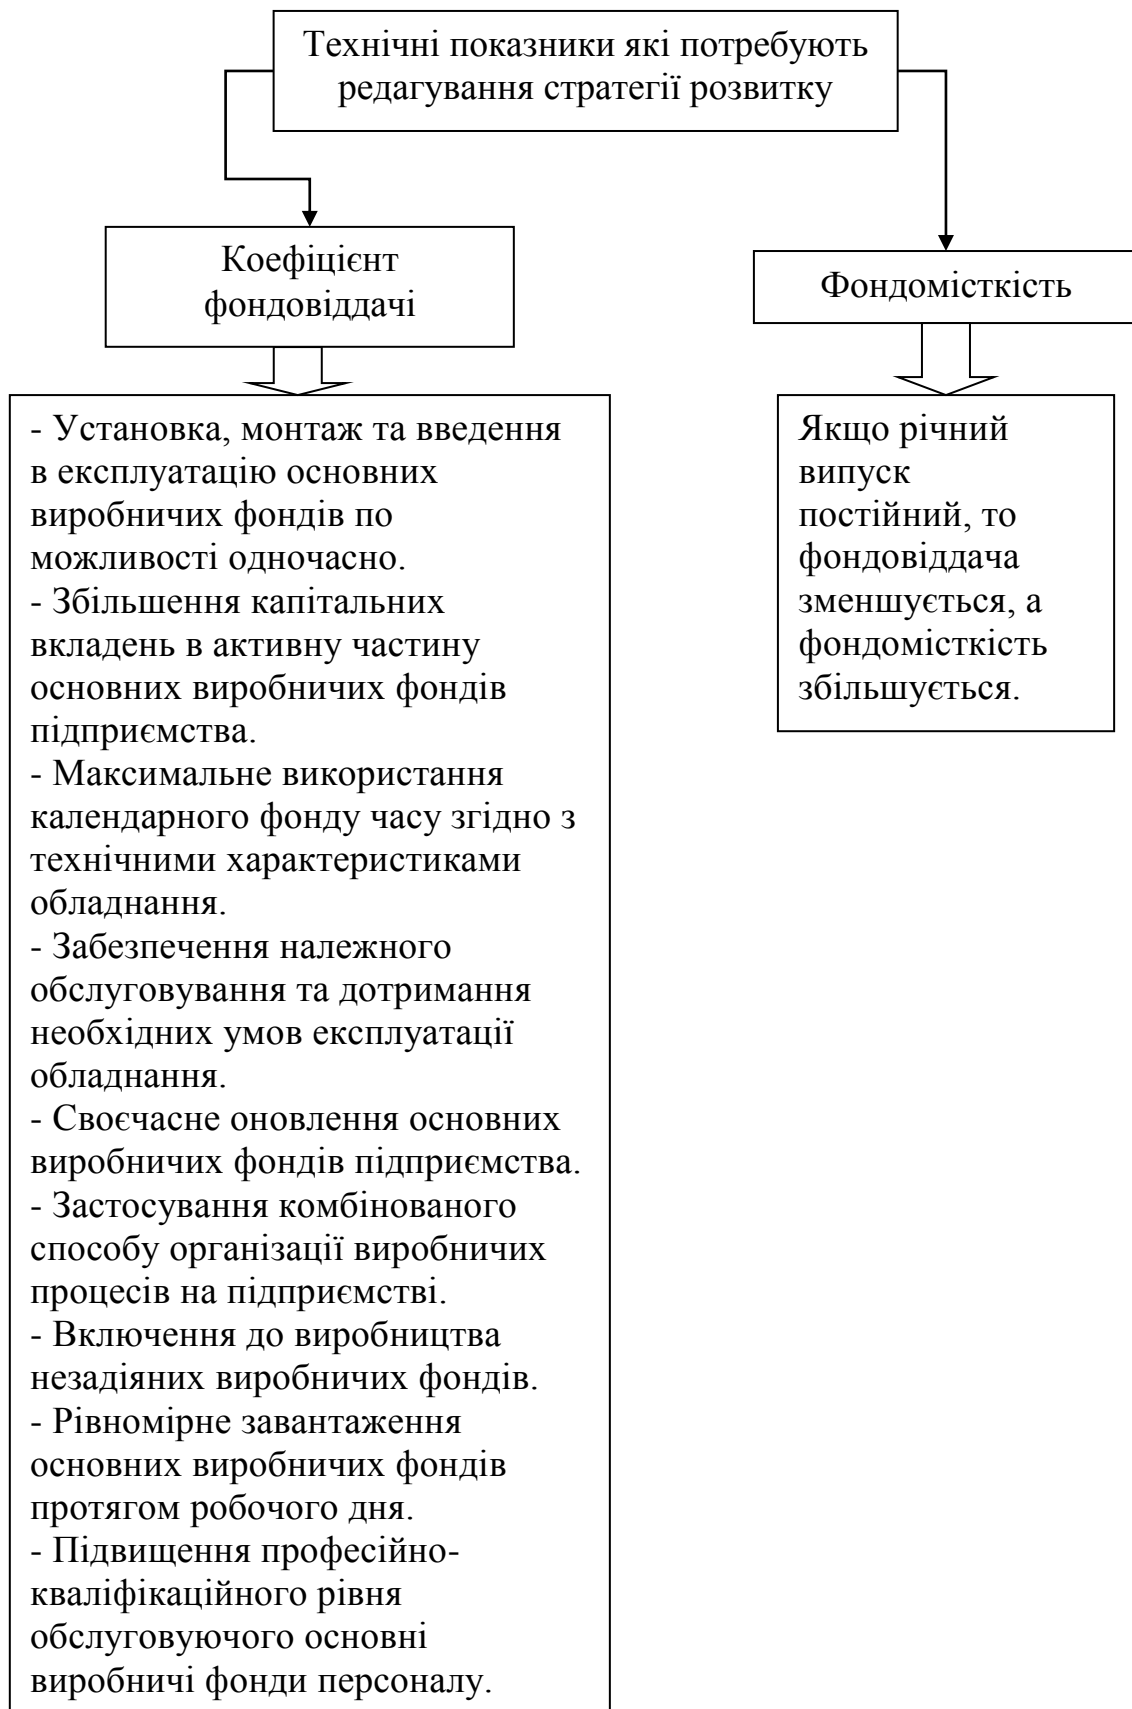 Технічні показники які потребують
редагування стратегії розвитку
Коефіцієнт
фондовіддачі
Фондомісткість
- Установка, монтаж та введення
в експлуатацію основних
виробничих фондів по
можливості одночасно.
- Збільшення капітальних
вкладень в активну частину
основних виробничих фондів
підприємства.
- Максимальне використання
календарного фонду часу згідно з
технічними характеристиками
обладнання.
- Забезпечення належного
обслуговування та дотримання
необхідних умов експлуатації
обладнання.
- Своєчасне оновлення основних
виробничих фондів підприємства.
- Застосування комбінованого
способу організації виробничих
процесів на підприємстві.
- Включення до виробництва
незадіяних виробничих фондів.
- Рівномірне завантаження
основних виробничих фондів
протягом робочого дня.
- Підвищення професійно-
кваліфікаційного рівня
обслуговуючого основні
виробничі фонди персоналу.
Якщо річний
випуск
постійний, то
фондовіддача
зменшується, а
фондомісткість
збільшується.